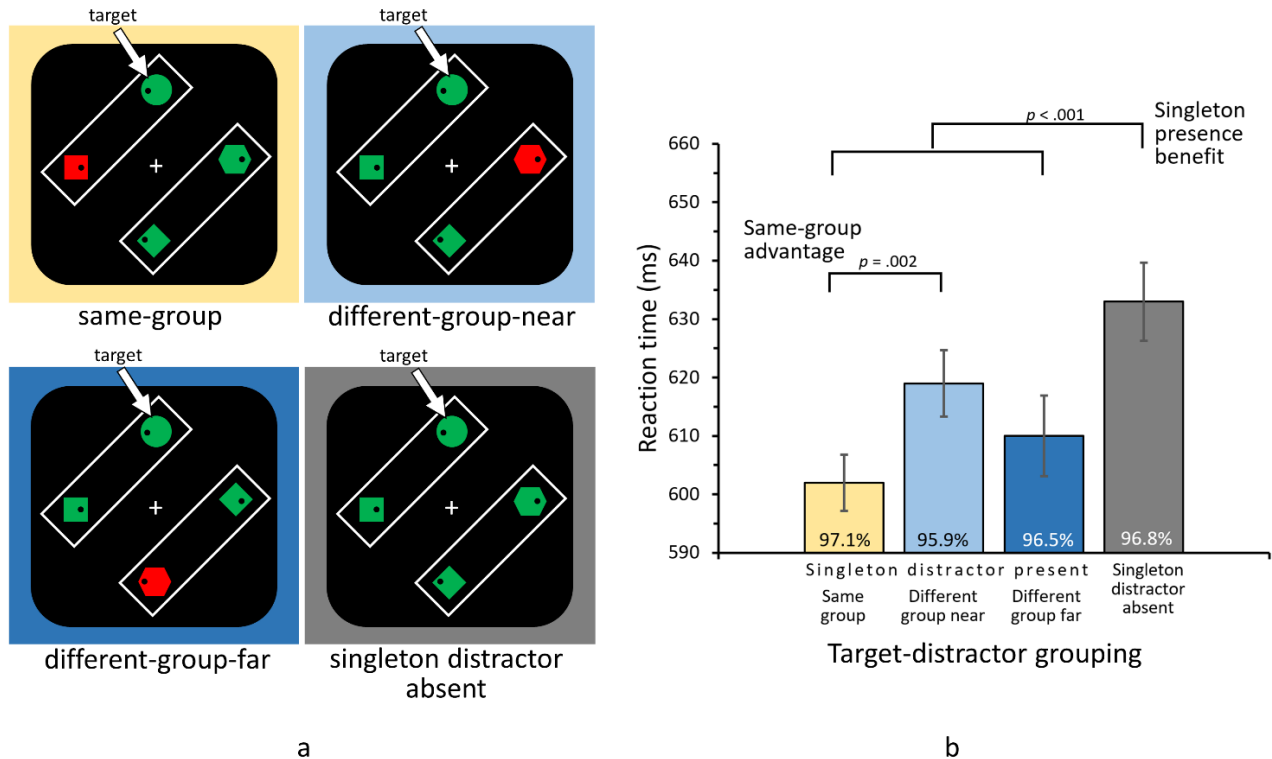 target
same-group
target
different-group-near
target
different-group-far
target
singleton distractor
absent
a
Reaction time (ms)
660
650
640
630
620
610
600
590
Same-group
advantage
p = .002
p < .001
Singleton
presence
benefit
97.1%
95.9%
96.5%
96.8%
Singleton distractor present
Same
group
Different
group near
Different
group far
Singleton
distractor
absent
Target-distractor grouping
b